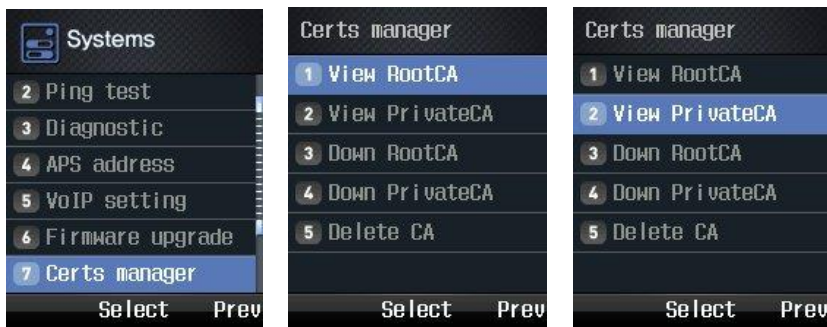 Systems
2 Ping test
3 Diagnostic
4 APS address
5 VoIP setting
6 Firmware upgrade
7 Certs manager
Select Prev
Certs manager
1 View RootCA
2 View PrivateCA
3 Down RootCA
4 Down PrivateCA
5 Delete CA
Select Prev
Certs manager
1 View RootCA
2 View PrivateCA
3 Down RootCA
4 Down PrivateCA
5 Delete CA
Select Prev